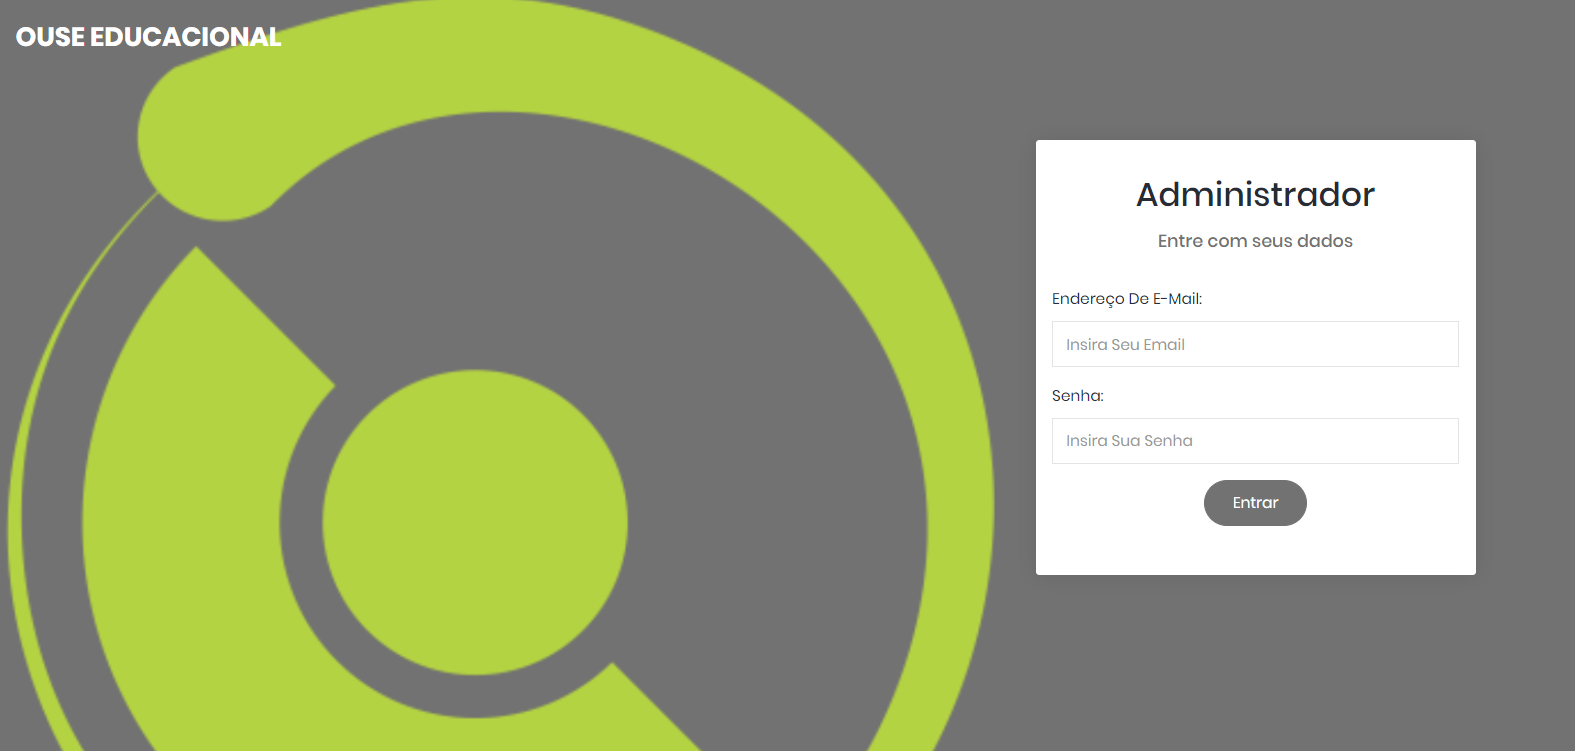 OUSE EDUCACIONAL
Administrador
Entre com seus dados
Endereço De E-Mail:
Insira Seu Email
Senha:
Insira Sua Senha
Entrar